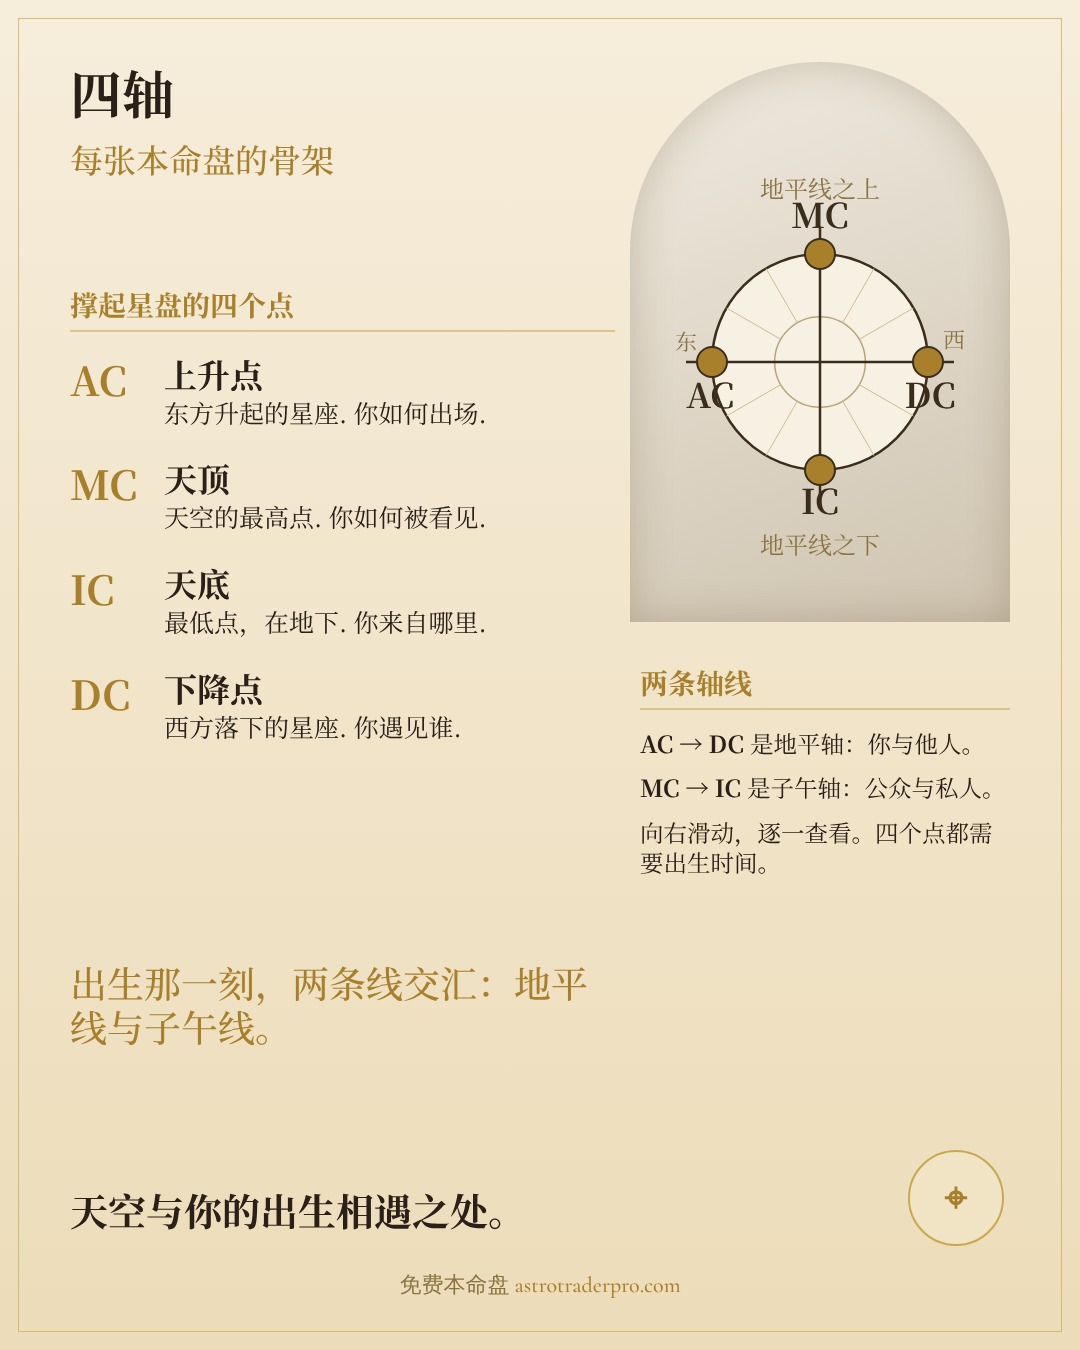 四轴
每张本命盘的骨架
撑起星盘的四个点
AC
上升点
东方升起的星座. 你如何出场.
MC
天顶
天空的最高点. 你如何被看见.
IC
天底
最低点，在地下. 你来自哪里.
DC
下降点
西方落下的星座. 你遇见谁.
地平线之上
MC
东
西
AC
DC
IC
地平线之下
两条轴线
AC → DC 是地平轴：你与他人。
MC → IC 是子午轴：公众与私人。
向右滑动，逐一查看。四个点都需
要出生时间。
出生那一刻，两条线交汇：地平
线与子午线。
天空与你的出生相遇之处。
免费本命盘 astrotraderpro.com